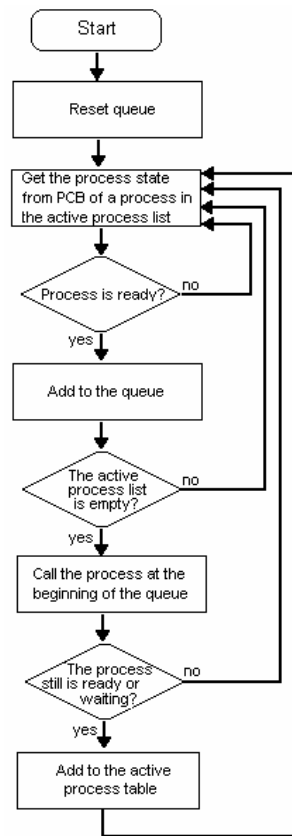 Start
Reset queue
Get the process state
from PCB of a process in
the active process list
Process is ready?
no
yes
Add to the queue
The active
process list
is empty?
no
yes
Call the process at the
beginning of the queue
The process
still is ready or
waiting?
no
yes
Add to the active
process table